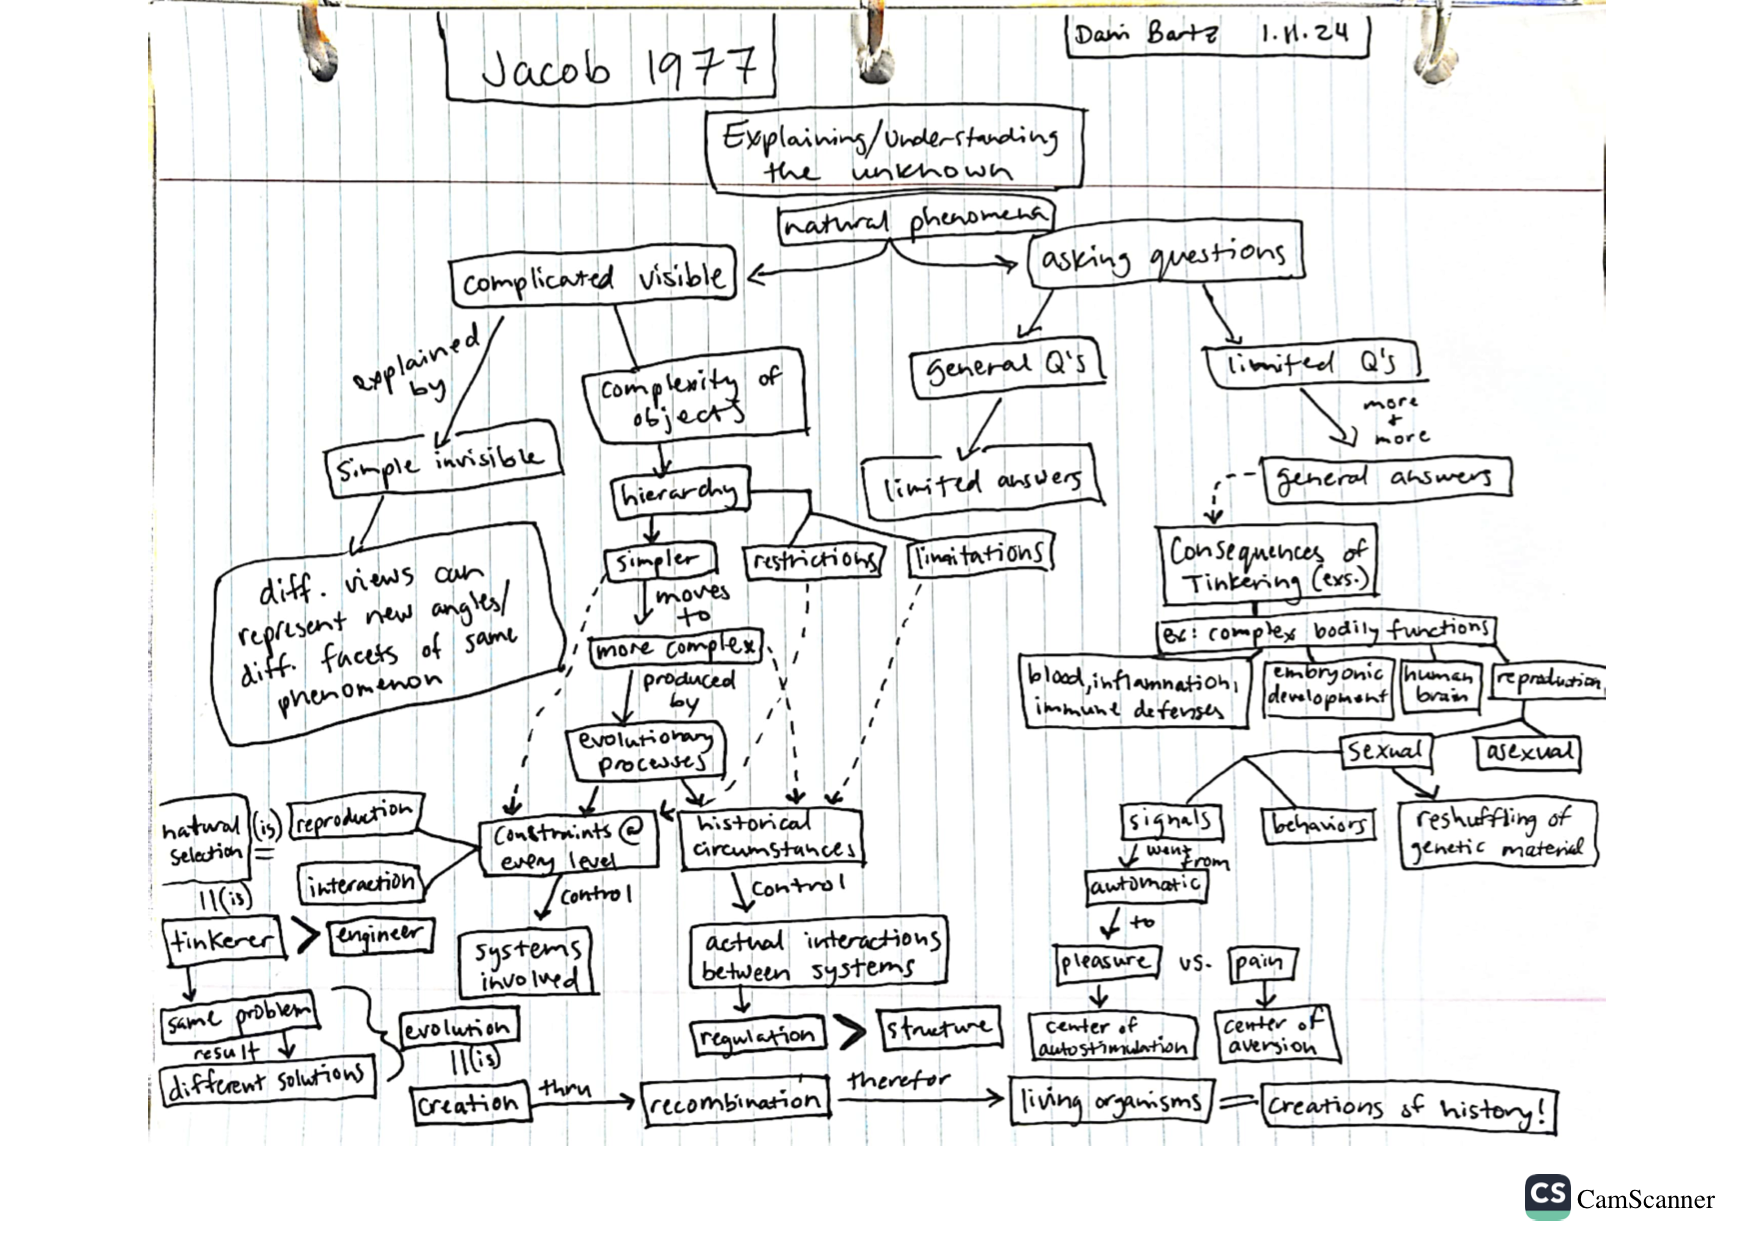 Jacob 1977
Dani Bartz 1.11.24
Explaining/Understanding
the unknown
natural phenomena
complicated visible
asking questions
explained
by
complexity of
objects
general Q's
limited Q's
more
+
more
simple invisible
hierarchy
limited answers
general answers
simpler
restrictions
limitations
Consequences of
Tinkering (exs.)
diff. views can
represent new angles/
diff. facets of same
phenomenon
moves
to
more complex
produced
by
evolutionary
processes
ex: complex bodily functions
blood, inflamnation,
immune defenses
embryonic
development
human
brain
reproduction
sexual
asexual
natural
selection
(is)
=
reproduction
interaction
constraints @
every level
historical
circumstances
signals
behaviors
reshuffling of
genetic material
went
from
automatic
to
||(is)
control
control
tinkerer > engineer
systems
involved
actual interactions
between systems
pleasure vs. pain
same problem
result
different solutions
evolution
||(is)
creation
thru
regulation > structure
center of
autostimulation
center of
aversion
recombination
therefor
living organisms = creations of history!
CS CamScanner